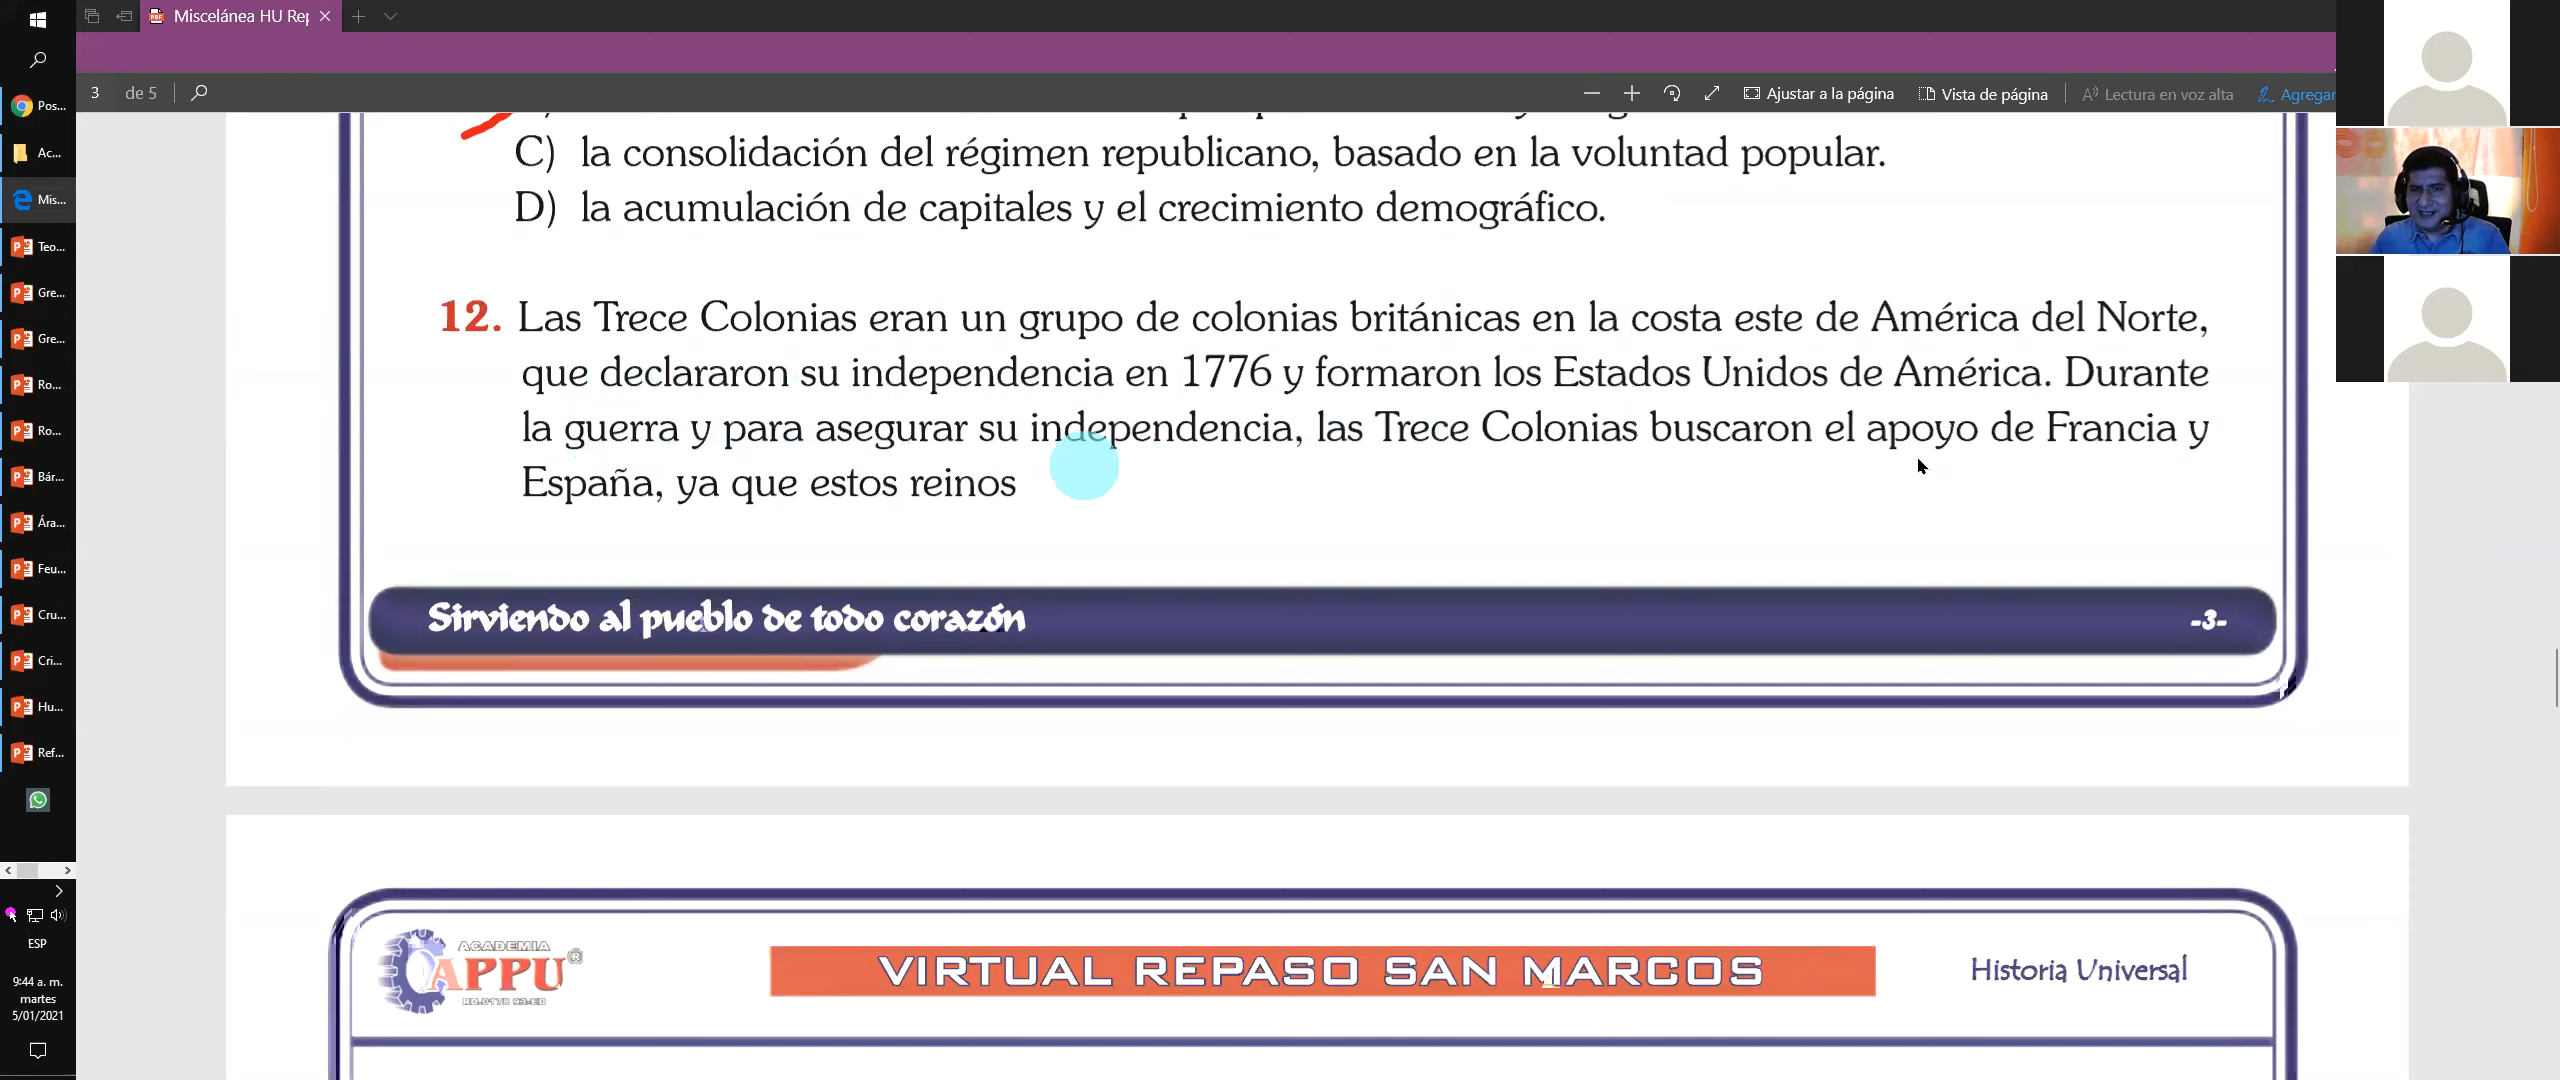 Miscelánea HU Rep
3 de 5
Ajustar a la página
Vista de página
Lectura en voz alta
Agregar
Pos...
Ac...
Mis...
Teo...
Gre...
Gre...
Ro...
Ro...
Bár...
Ára...
Feu...
Cru...
Cri...
Hu...
Ref...
ESP
9:44 a. m.
martes
5/01/2021
C) la consolidación del régimen republicano, basado en la voluntad popular.
D) la acumulación de capitales y el crecimiento demográfico.
12. Las Trece Colonias eran un grupo de colonias británicas en la costa este de América del Norte,
que declararon su independencia en 1776 y formaron los Estados Unidos de América. Durante
la guerra y para asegurar su independencia, las Trece Colonias buscaron el apoyo de Francia y
España, ya que estos reinos
Sirviendo al pueblo de todo corazón
-3-
ACADEMIA
APPU®
RD.0178 93-ED
VIRTUAL REPASO SAN MARCOS
Historia Universal